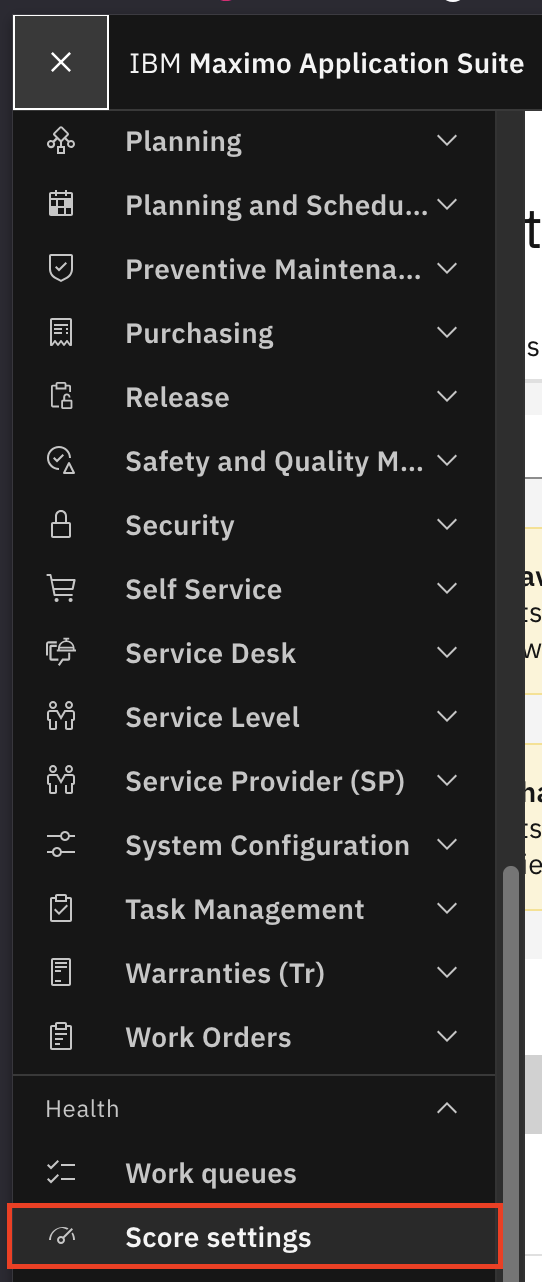 IBM Maximo Application Suite
Planning
Planning and Schedu...
Preventive Maintena...
Purchasing
Release
Safety and Quality M...
Security
Self Service
Service Desk
Service Level
Service Provider (SP)
System Configuration
Task Management
Warranties (Tr)
Work Orders
Health
Work queues
Score settings